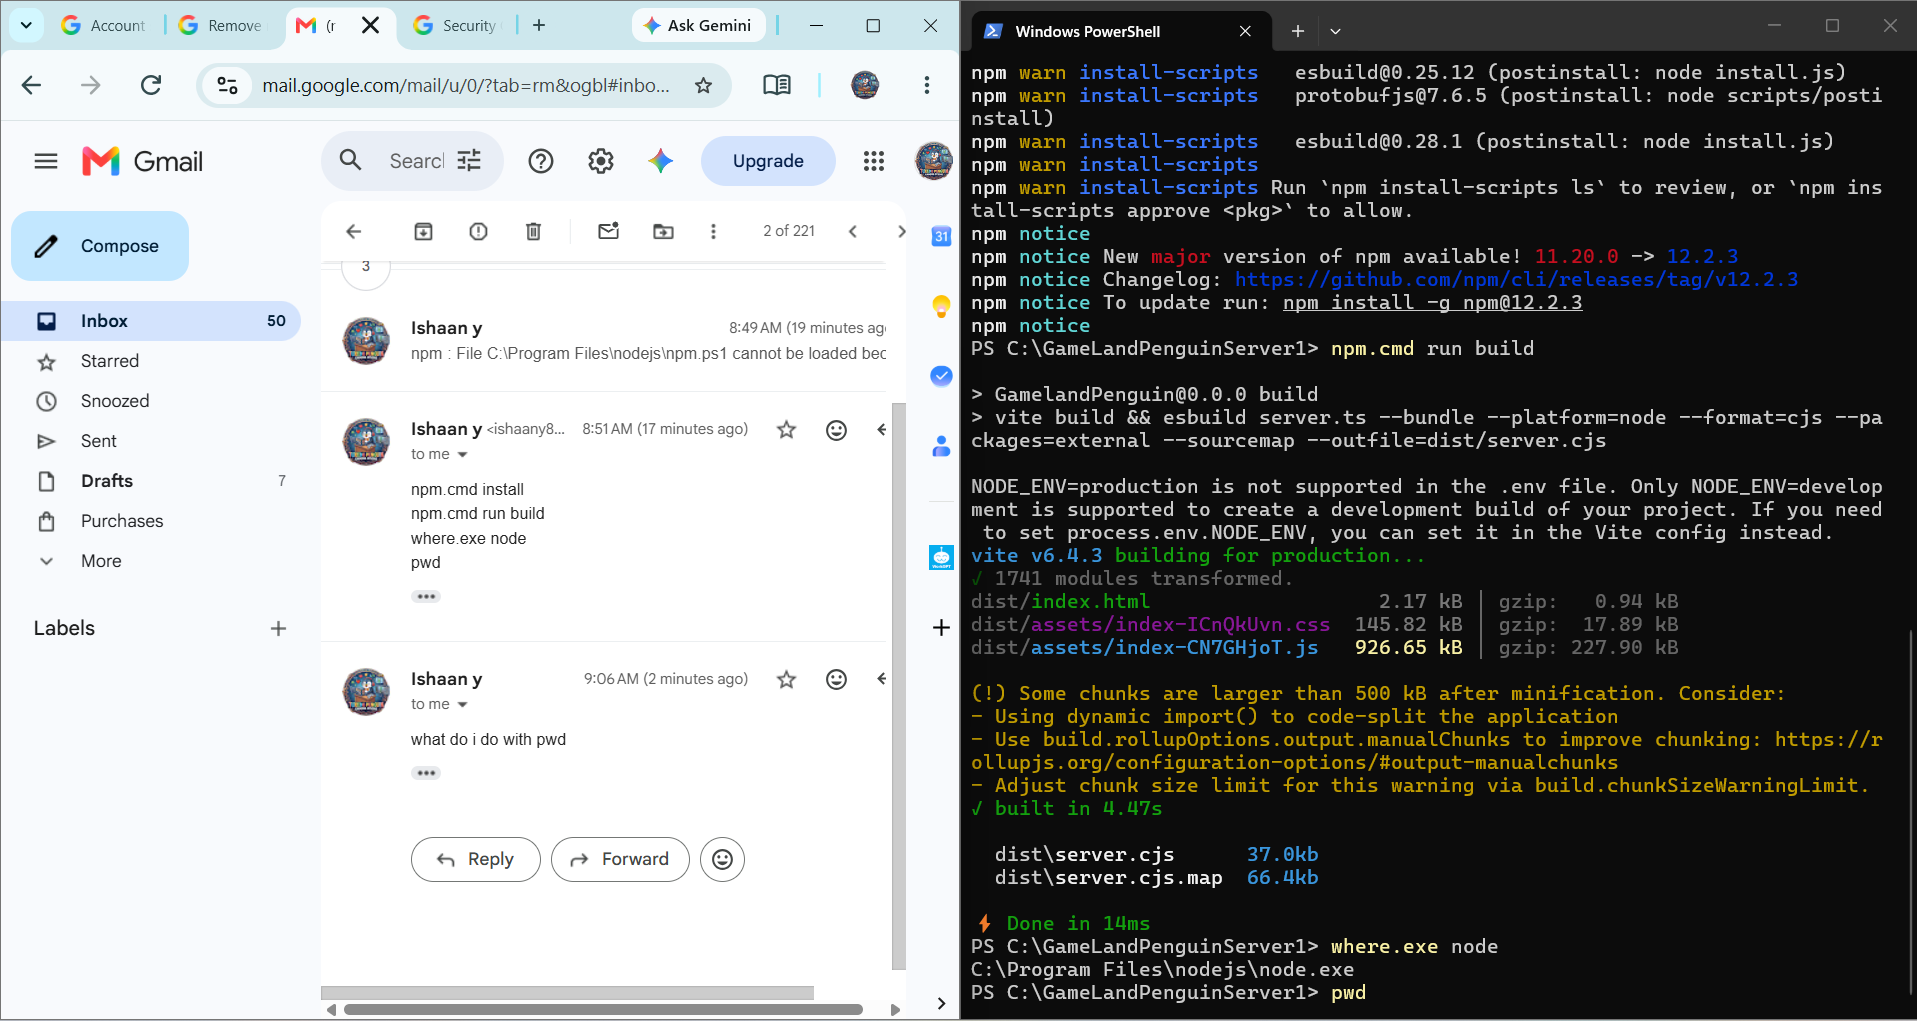 Account
Remove
(r
Security
Ask Gemini
mail.google.com/mail/u/0/?tab=rm&ogbl#inbo...
Gmail
Search
Upgrade
Compose
Inbox 50
Starred
Snoozed
Sent
Drafts 7
Purchases
More
Labels
2 of 221
31
3
Ishaan y 8:49 AM (19 minutes ago
npm : File C:\Program Files\nodejs\npm.ps1 cannot be loaded bec
Ishaan y <ishaany8... 8:51 AM (17 minutes ago)
to me
npm.cmd install
npm.cmd run build
where.exe node
pwd
Ishaan y 9:06 AM (2 minutes ago)
to me
what do i do with pwd
Reply
Forward
Windows PowerShell
npm warn install-scripts   esbuild@0.25.12 (postinstall: node install.js)
npm warn install-scripts   protobufjs@7.6.5 (postinstall: node scripts/posti
nstall)
npm warn install-scripts   esbuild@0.28.1 (postinstall: node install.js)
npm warn install-scripts
npm warn install-scripts Run `npm install-scripts ls` to review, or `npm ins
tall-scripts approve <pkg>` to allow.
npm notice
npm notice New major version of npm available! 11.20.0 -> 12.2.3
npm notice Changelog: https://github.com/npm/cli/releases/tag/v12.2.3
npm notice To update run: npm install -g npm@12.2.3
npm notice
PS C:\GameLandPenguinServer1> npm.cmd run build
> GamelandPenguin@0.0.0 build
> vite build && esbuild server.ts --bundle --platform=node --format=cjs --pa
ckages=external --sourcemap --outfile=dist/server.cjs
NODE_ENV=production is not supported in the .env file. Only NODE_ENV=develop
ment is supported to create a development build of your project. If you need
 to set process.env.NODE_ENV, you can set it in the Vite config instead.
vite v6.4.3 building for production...
✓ 1741 modules transformed.
dist/index.html                   2.17 kB │ gzip:   0.94 kB
dist/assets/index-ICnQkUvn.css  145.82 kB │ gzip:  17.89 kB
dist/assets/index-CN7GHjoT.js   926.65 kB │ gzip: 227.90 kB
(!) Some chunks are larger than 500 kB after minification. Consider:
- Using dynamic import() to code-split the application
- Use build.rollupOptions.output.manualChunks to improve chunking: https://r
ollupjs.org/configuration-options/#output-manualchunks
- Adjust chunk size limit for this warning via build.chunkSizeWarningLimit.
✓ built in 4.47s
dist\server.cjs      37.0kb
dist\server.cjs.map  66.4kb
⚡ Done in 14ms
PS C:\GameLandPenguinServer1> where.exe node
C:\Program Files\nodejs\node.exe
PS C:\GameLandPenguinServer1> pwd